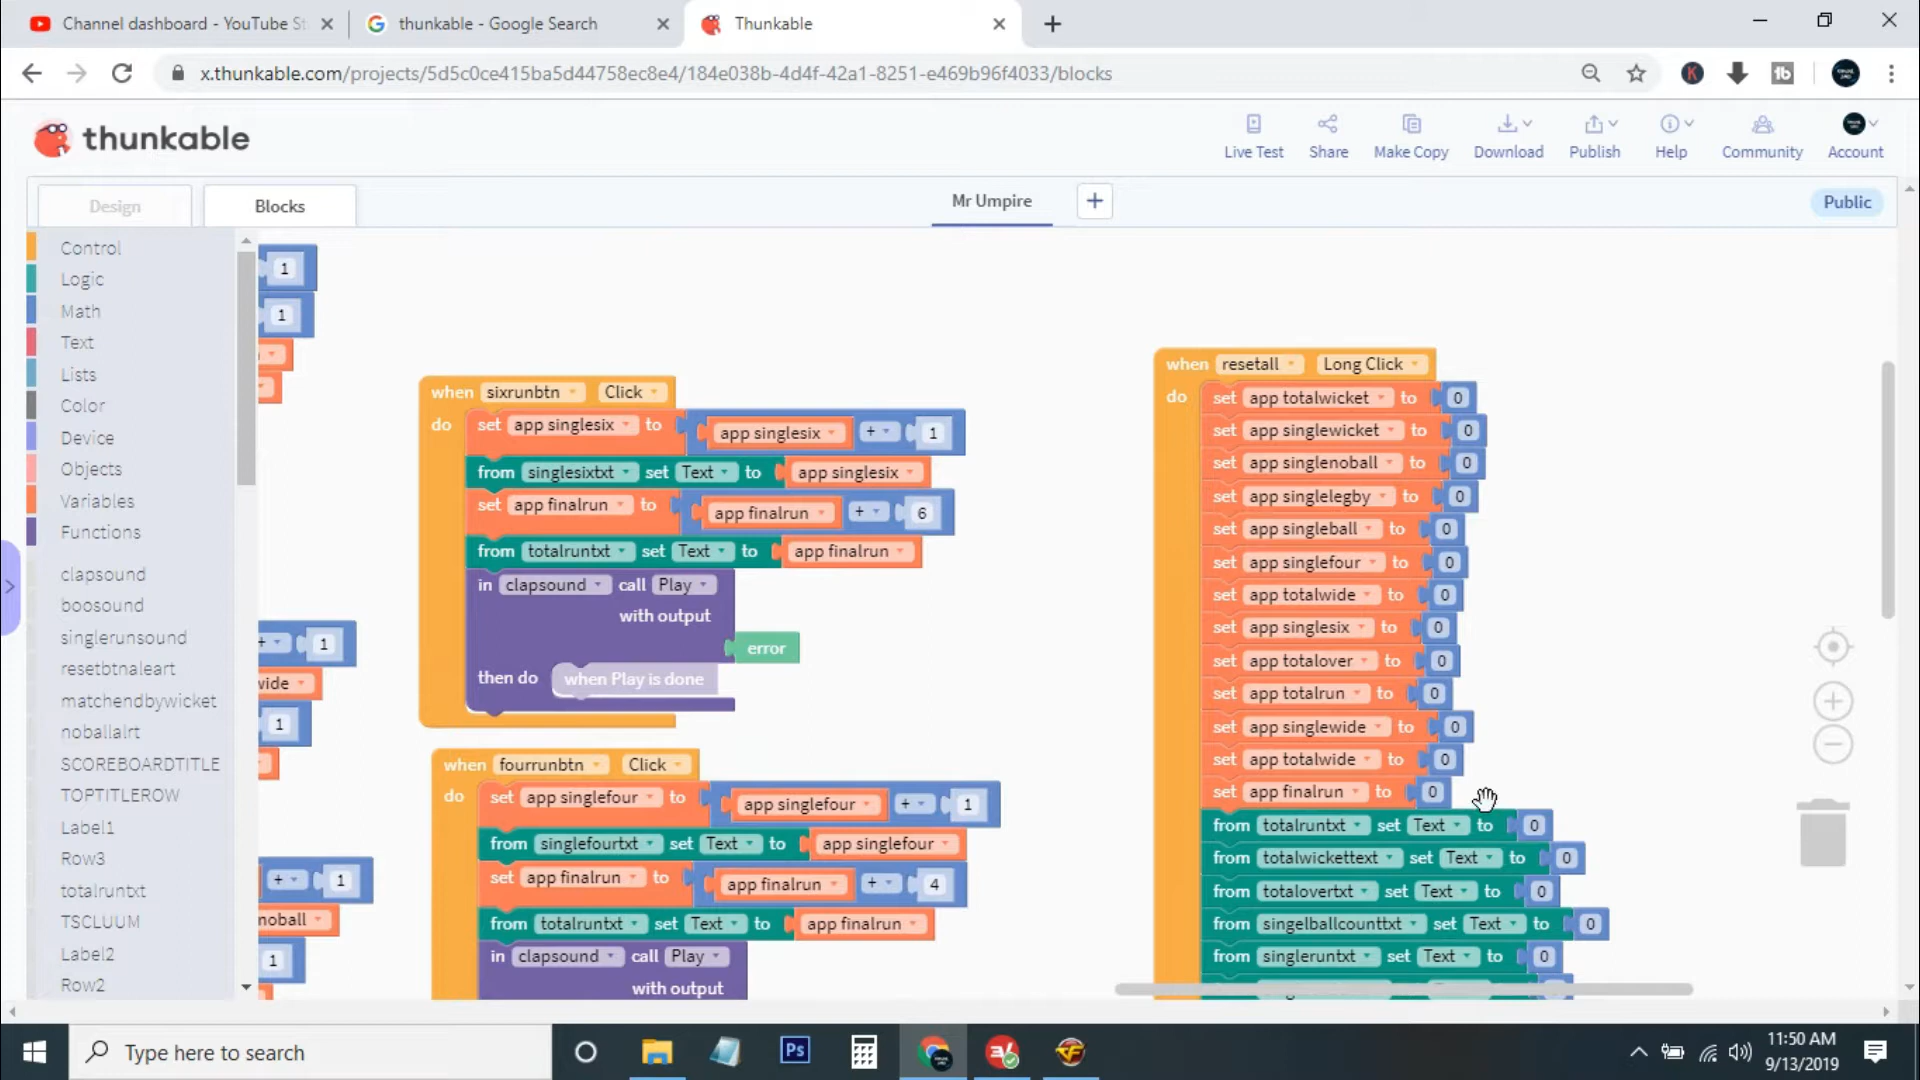 Channel dashboard - YouTube St
thunkable - Google Search
Thunkable
x.thunkable.com/projects/5d5c0ce415ba5d44758ec8e4/184e038b-4d4f-42a1-8251-e469b96f4033/blocks
thunkable
Live Test
Share
Make Copy
Download
Publish
Help
Community
Account
Design
Blocks
Mr Umpire
+
Public
Control
Logic
Math
Text
Lists
Color
Device
Objects
Variables
Functions
clapsound
boosound
singlerunsound
resetbtnaleart
matchendbywicket
noballalrt
SCOREBOARDTITLE
TOPTITLEROW
Label1
Row3
totalruntxt
TSCLUUM
Label2
Row2
1
1
+ 1
wide
1
+ 1
noball
1
when sixrunbtn Click
do set app singlesix to app singlesix + 1
from singlesixtxt set Text to app singlesix
set app finalrun to app finalrun + 6
from totalruntxt set Text to app finalrun
in clapsound call Play
with output
error
then do when Play is done
when fourrunbtn Click
do set app singlefour to app singlefour + 1
from singlefourtxt set Text to app singlefour
set app finalrun to app finalrun + 4
from totalruntxt set Text to app finalrun
in clapsound call Play
with output
when resetall Long Click
do set app totalwicket to 0
set app singlewicket to 0
set app singlenoball to 0
set app singlelegby to 0
set app singleball to 0
set app singlefour to 0
set app totalwide to 0
set app singlesix to 0
set app totalover to 0
set app totalrun to 0
set app singlewide to 0
set app totalwide to 0
set app finalrun to 0
from totalruntxt set Text to 0
from totalwickettext set Text to 0
from totalovertxt set Text to 0
from singelballcounttxt set Text to 0
from singleruntxt set Text to 0
Type here to search
Ps
11:50 AM
9/13/2019